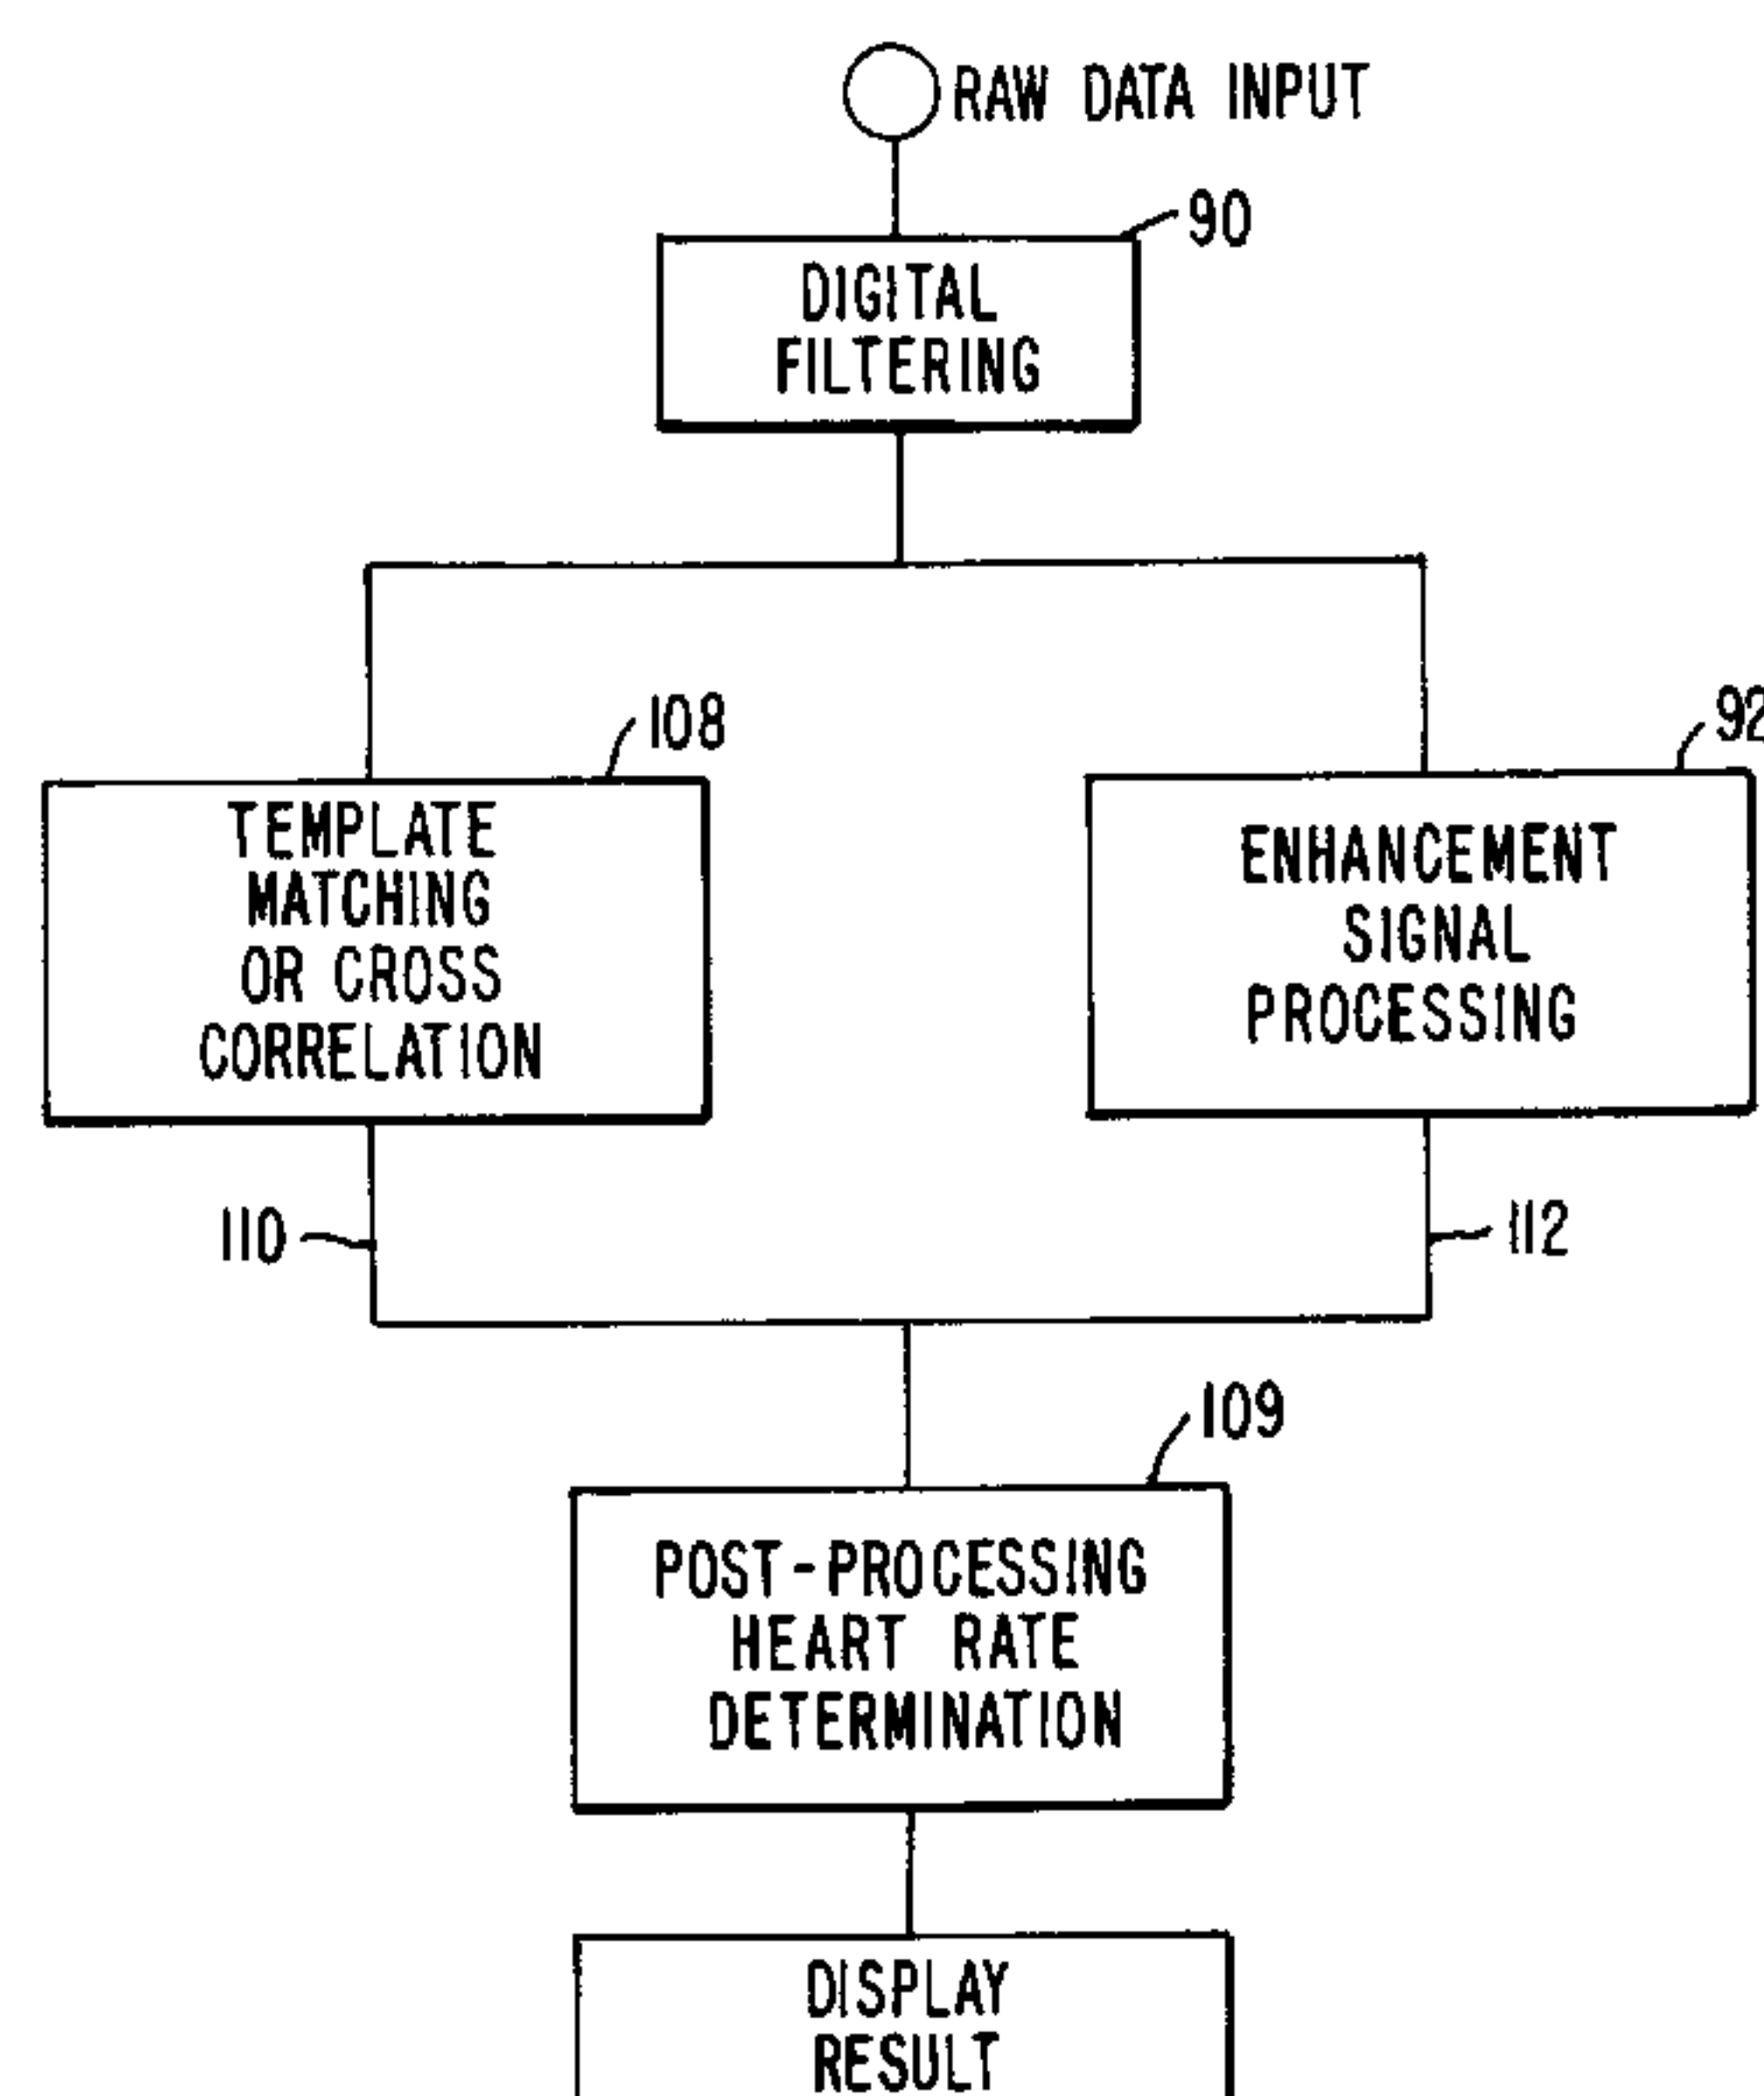 RAW DATA INPUT
90
DIGITAL
FILTERING
108
92
TEMPLATE
MATCHING
OR CROSS
CORRELATION
ENHANCEMENT
SIGNAL
PROCESSING
110
112
109
POST-PROCESSING
HEART RATE
DETERMINATION
DISPLAY
RESULT